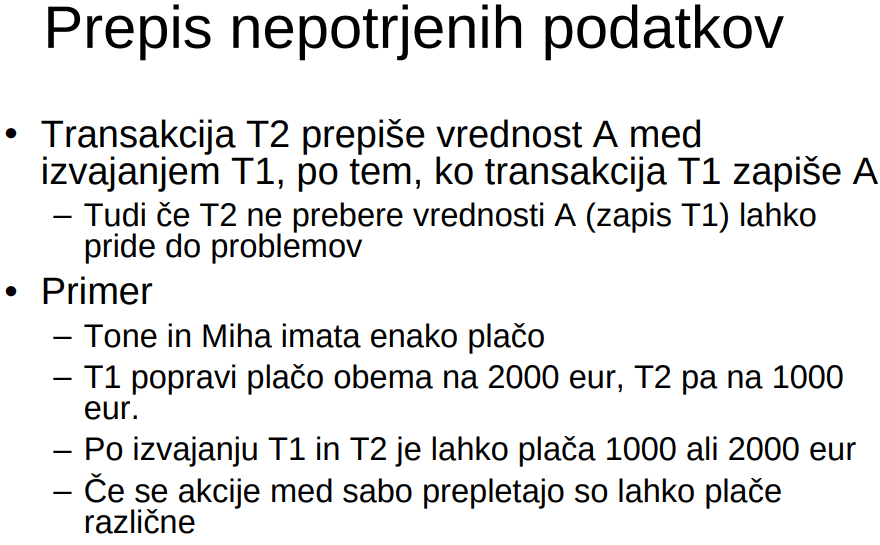 Prepis nepotrjenih podatkov
• Transakcija T2 prepiše vrednost A med
izvajanjem T1, po tem, ko transakcija T1 zapiše A
– Tudi če T2 ne prebere vrednosti A (zapis T1) lahko
pride do problemov
• Primer
– Tone in Miha imata enako plačo
– T1 popravi plačo obema na 2000 eur, T2 pa na 1000
eur.
– Po izvajanju T1 in T2 je lahko plača 1000 ali 2000 eur
– Če se akcije med sabo prepletajo so lahko plače
različne